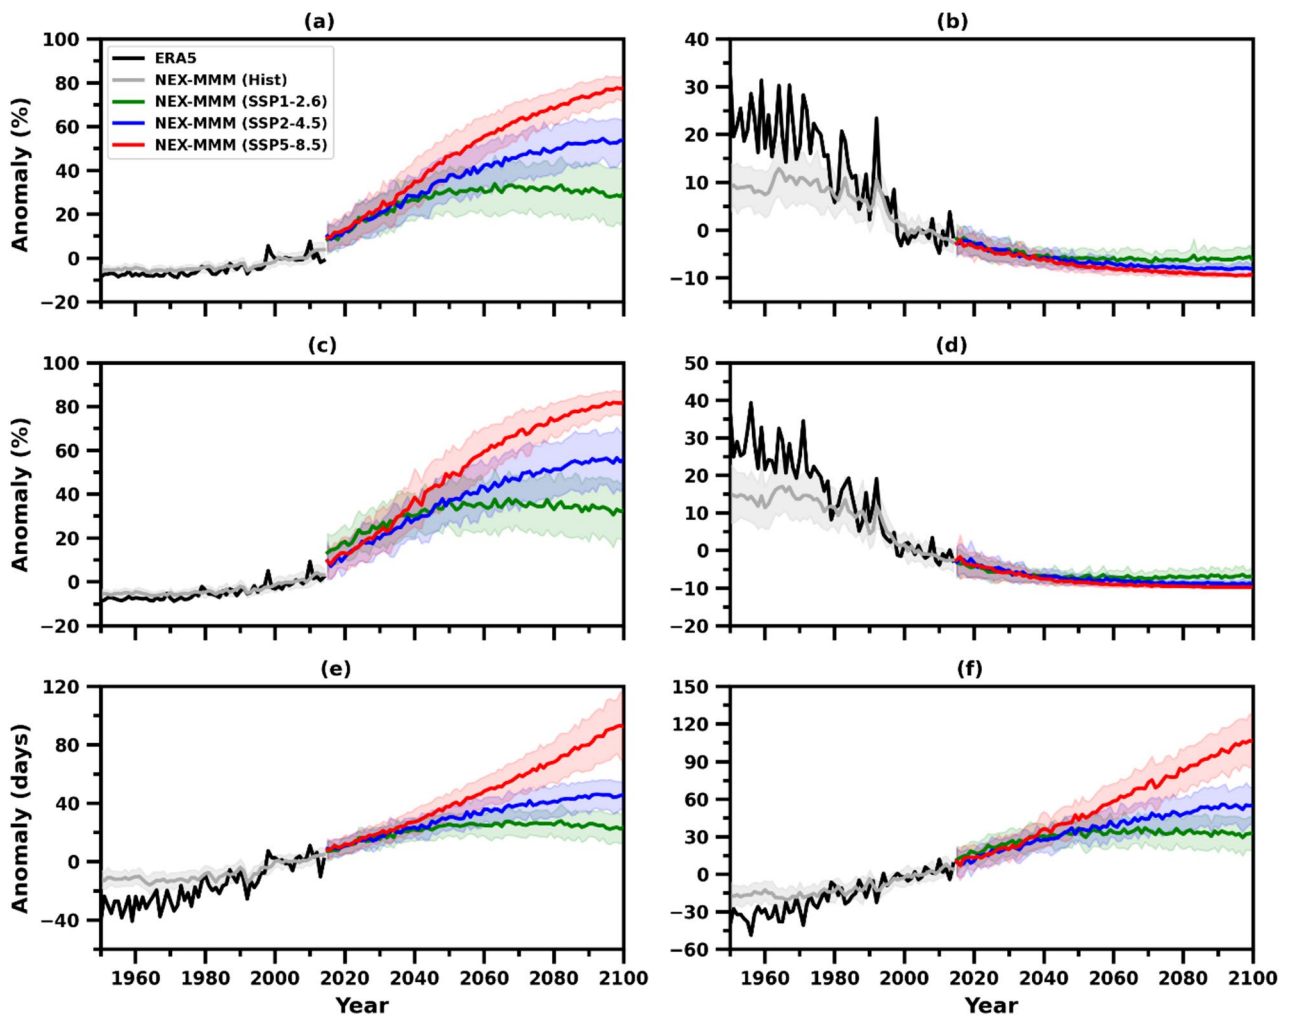 (a)
(b)
Anomaly (%)
100
80
60
40
20
0
−20
ERA5
NEX-MMM (Hist)
NEX-MMM (SSP1-2.6)
NEX-MMM (SSP2-4.5)
NEX-MMM (SSP5-8.5)
40
30
20
10
0
−10
(c)
(d)
Anomaly (%)
100
80
60
40
20
0
−20
50
40
30
20
10
0
−10
−20
(e)
(f)
Anomaly (days)
120
80
40
0
−40
1960 1980 2000 2020 2040 2060 2080 2100
Year
150
120
90
60
30
0
−30
−60
1960 1980 2000 2020 2040 2060 2080 2100
Year